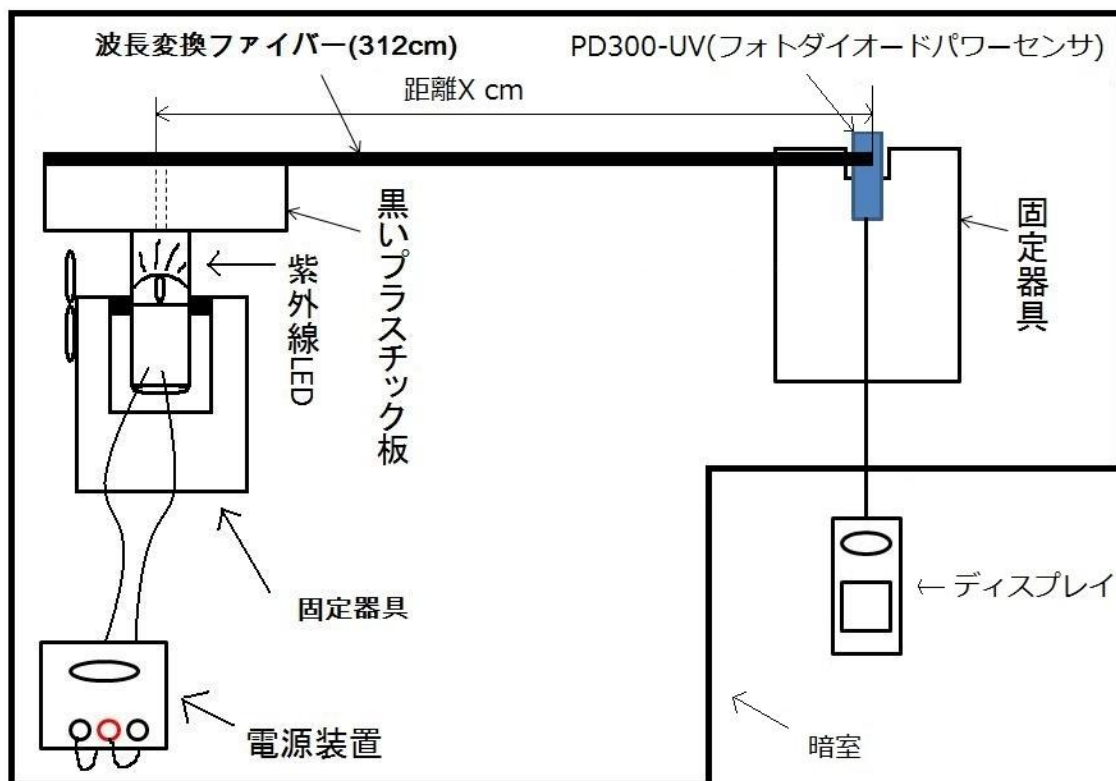 波長変換ファイバー(312cm)
PD300-UV(フォトダイオードパワーセンサ)
距離X cm
黒いプラスチック板
紫外線LED
固定器具
固定器具
電源装置
ディスプレイ
暗室